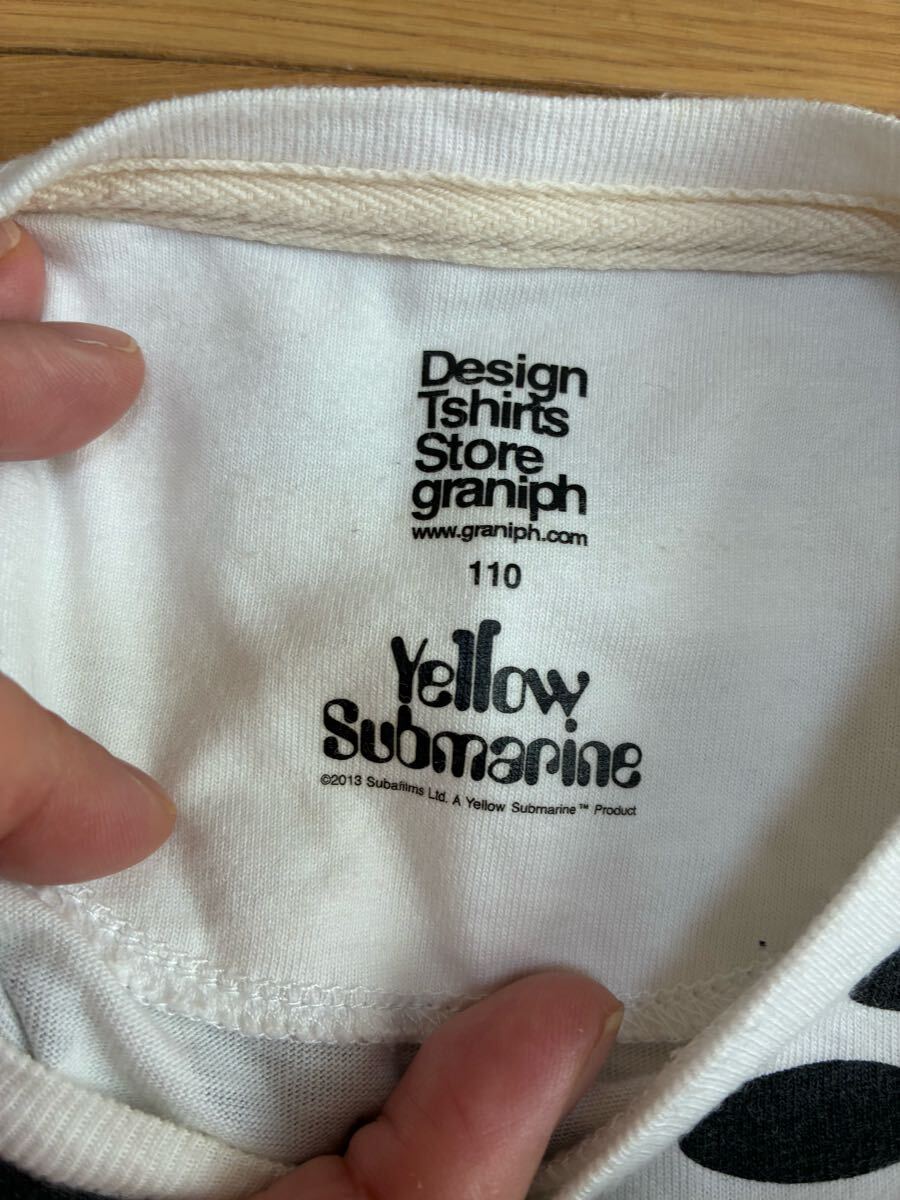 Design
Tshirts
Store
graniph
www.graniph.com
110
Yellow
Submarine
©2013 Subafilms Ltd. A Yellow Submarine™ Product